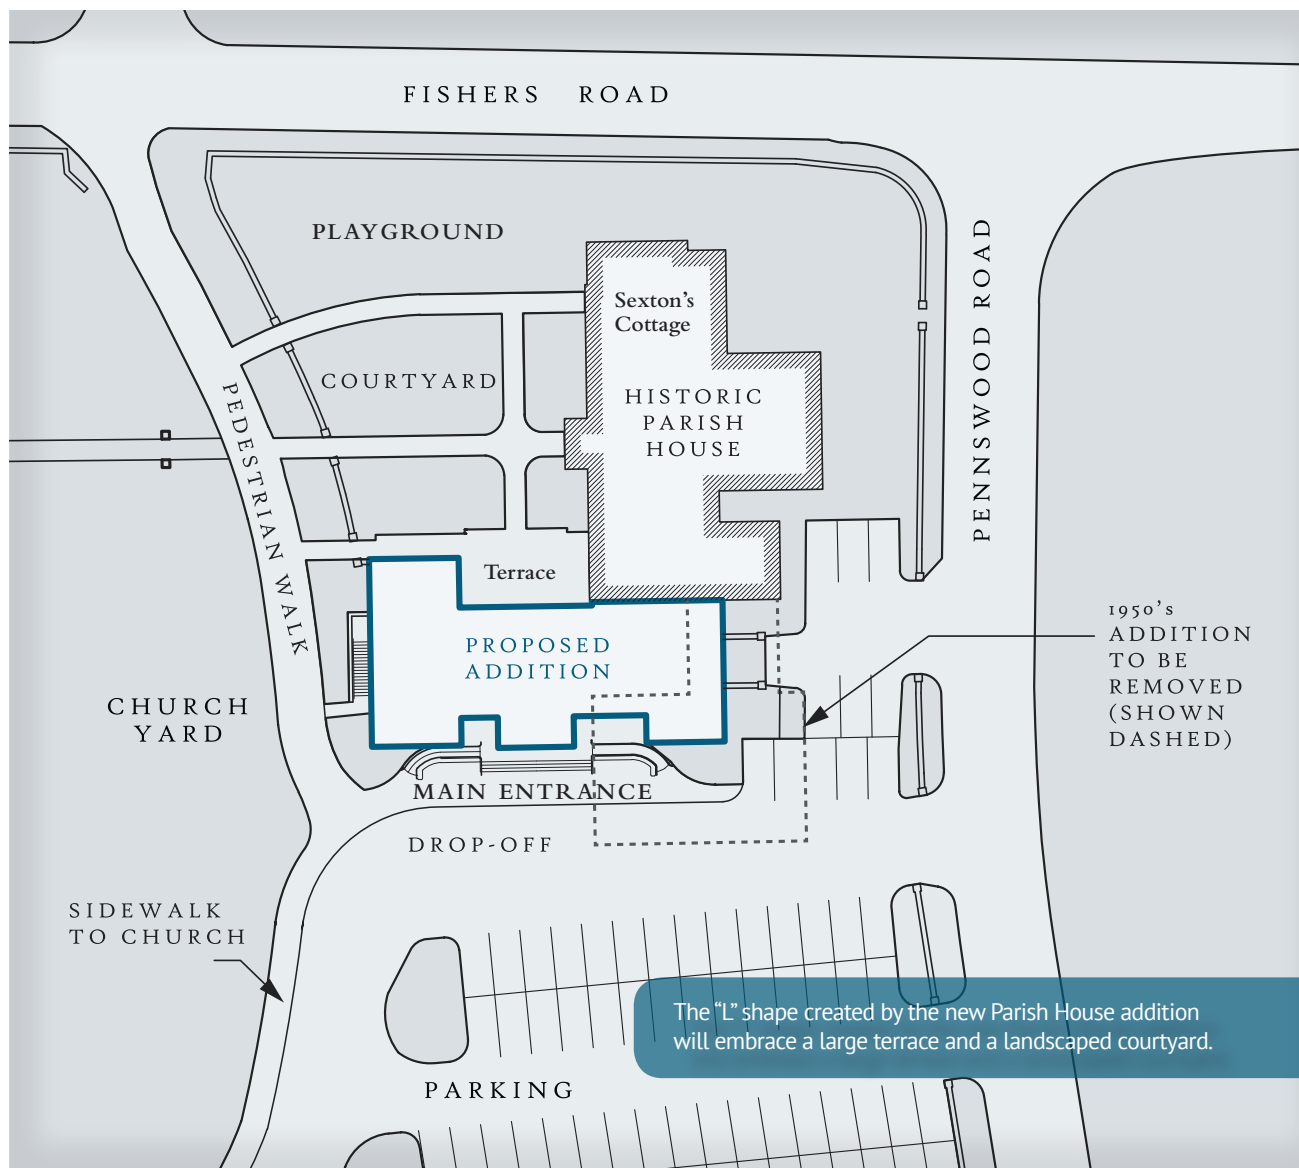 FISHERS ROAD
PLAYGROUND
PENNSWOOD ROAD
Sexton's
Cottage
COURTYARD
HISTORIC
PARISH
HOUSE
PEDESTRIAN WALK
Terrace
PROPOSED
ADDITION
1950's
ADDITION
TO BE
REMOVED
(SHOWN
DASHED)
CHURCH
YARD
MAIN ENTRANCE
DROP-OFF
SIDEWALK
TO CHURCH
The “L” shape created by the new Parish House addition
will embrace a large terrace and a landscaped courtyard.
PARKING